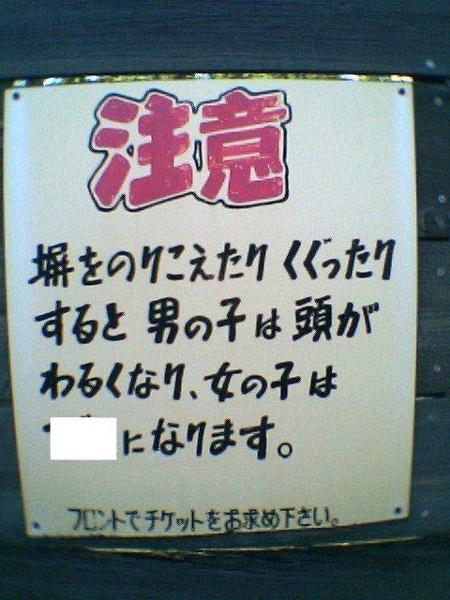 注意
塀をのりこえたりくぐったり
すると男の子は頭が
わるくなり、女の子は
になります。
フロントでチケットをお求め下さい。